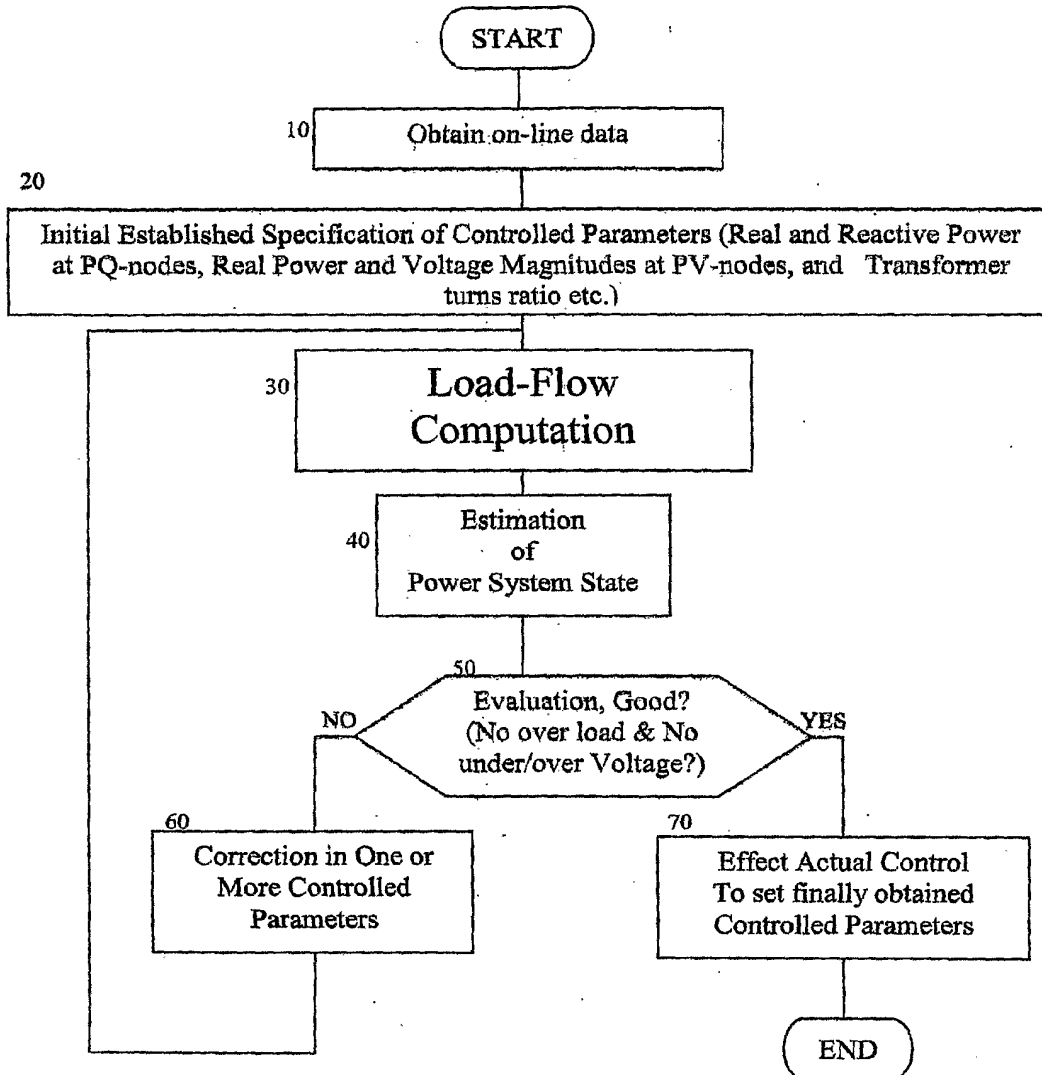 START
10
Obtain on-line data
20
Initial Established Specification of Controlled Parameters (Real and Reactive Power
at PQ-nodes, Real Power and Voltage Magnitudes at PV-nodes, and Transformer
turns ratio etc.)
30
Load-Flow
Computation
40
Estimation
of
Power System State
50
Evaluation, Good?
(No over load & No
under/over Voltage?)
NO
YES
60
Correction in One or
More Controlled
Parameters
70
Effect Actual Control
To set finally obtained
Controlled Parameters
END